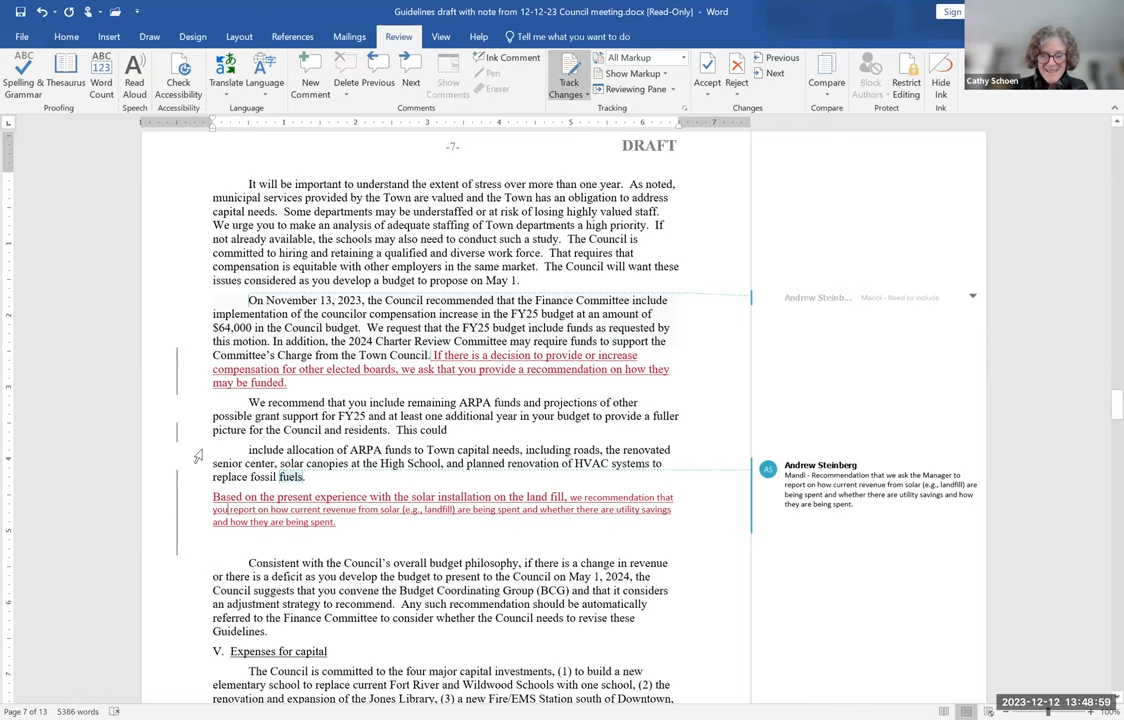 Guidelines draft with note from 12-12-23 Council meeting.docx [Read-Only] - Word
Sign
File Home Insert Draw Design Layout References Mailings Review View Help Tell me what you want to do
ABC
Spelling & Grammar
Thesaurus
ABC
123
Word Count
Proofing
Read Aloud
Speech
Check Accessibility
Accessibility
Translate
Language
Language
New Comment
Delete
Previous
Next
Show Comments
Comments
Ink Comment
Pen
Eraser
Track Changes
All Markup
Show Markup
Reviewing Pane
Tracking
Accept
Reject
Previous
Next
Changes
Compare
Compare
Block Authors
Restrict Editing
Protect
Hide Ink
Ink
Cathy Schoen
-7- DRAFT
It will be important to understand the extent of stress over more than one year. As noted,
municipal services provided by the Town are valued and the Town has an obligation to address
capital needs. Some departments may be understaffed or at risk of losing highly valued staff.
We urge you to make an analysis of adequate staffing of Town departments a high priority. If
not already available, the schools may also need to conduct such a study. The Council is
committed to hiring and retaining a qualified and diverse work force. That requires that
compensation is equitable with other employers in the same market. The Council will want these
issues considered as you develop a budget to propose on May 1.
On November 13, 2023, the Council recommended that the Finance Committee include
implementation of the councilor compensation increase in the FY25 budget at an amount of
$64,000 in the Council budget. We request that the FY25 budget include funds as requested by
this motion. In addition, the 2024 Charter Review Committee may require funds to support the
Committee's Charge from the Town Council. If there is a decision to provide or increase
compensation for other elected boards, we ask that you provide a recommendation on how they
may be funded.
We recommend that you include remaining ARPA funds and projections of other
possible grant support for FY25 and at least one additional year in your budget to provide a fuller
picture for the Council and residents. This could
include allocation of ARPA funds to Town capital needs, including roads, the renovated
senior center, solar canopies at the High School, and planned renovation of HVAC systems to
replace fossil fuels.
Based on the present experience with the solar installation on the land fill, we recommendation that
you report on how current revenue from solar (e.g., landfill) are being spent and whether there are utility savings
and how they are being spent.
Consistent with the Council's overall budget philosophy, if there is a change in revenue
or there is a deficit as you develop the budget to present to the Council on May 1, 2024, the
Council suggests that you convene the Budget Coordinating Group (BCG) and that it considers
an adjustment strategy to recommend. Any such recommendation should be automatically
referred to the Finance Committee to consider whether the Council needs to revise these
Guidelines.
V. Expenses for capital
The Council is committed to the four major capital investments, (1) to build a new
elementary school to replace current Fort River and Wildwood Schools with one school, (2) the
renovation and expansion of the Jones Library, (3) a new Fire/EMS Station south of Downtown,
Andrew Steinb... Mandi - Need to include
AS
Andrew Steinberg
Mandi - Recommendation that we ask the Manager to
report on how current revenue from solar (e.g., landfill) are
being spent and whether there are utility savings and how
they are being spent.
Page 7 of 13 5386 words
2023-12-12 13:48:59
100%